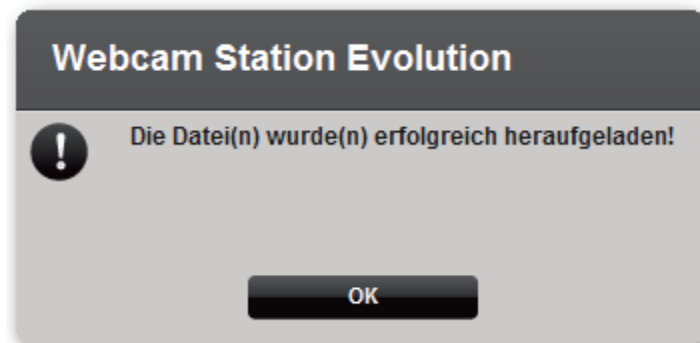 Webcam Station Evolution
Die Datei(n) wurde(n) erfolgreich heraufgeladen!
OK